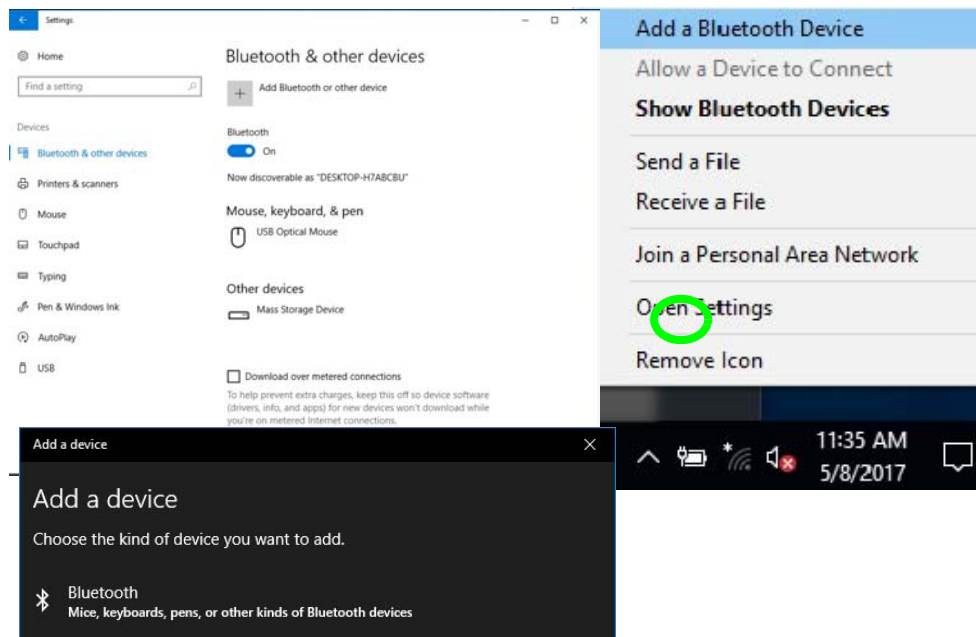 Settings
Home
Find a setting
Devices
Bluetooth & other devices
Printers & scanners
Mouse
Touchpad
Typing
Pen & Windows Ink
AutoPlay
USB
Bluetooth & other devices
Add Bluetooth or other device
Bluetooth
On
Now discoverable as "DESKTOP-H7ABCBU"
Mouse, keyboard, & pen
USB Optical Mouse
Other devices
Mass Storage Device
Download over metered connections
To help prevent extra charges, keep this off so device software
(drivers, info, and apps) for new devices won't download while
you're on metered Internet connections.
Add a device
Add a device
Choose the kind of device you want to add.
Bluetooth
Mice, keyboards, pens, or other kinds of Bluetooth devices
Add a Bluetooth Device
Allow a Device to Connect
Show Bluetooth Devices
Send a File
Receive a File
Join a Personal Area Network
Open Settings
Remove Icon
11:35 AM
5/8/2017